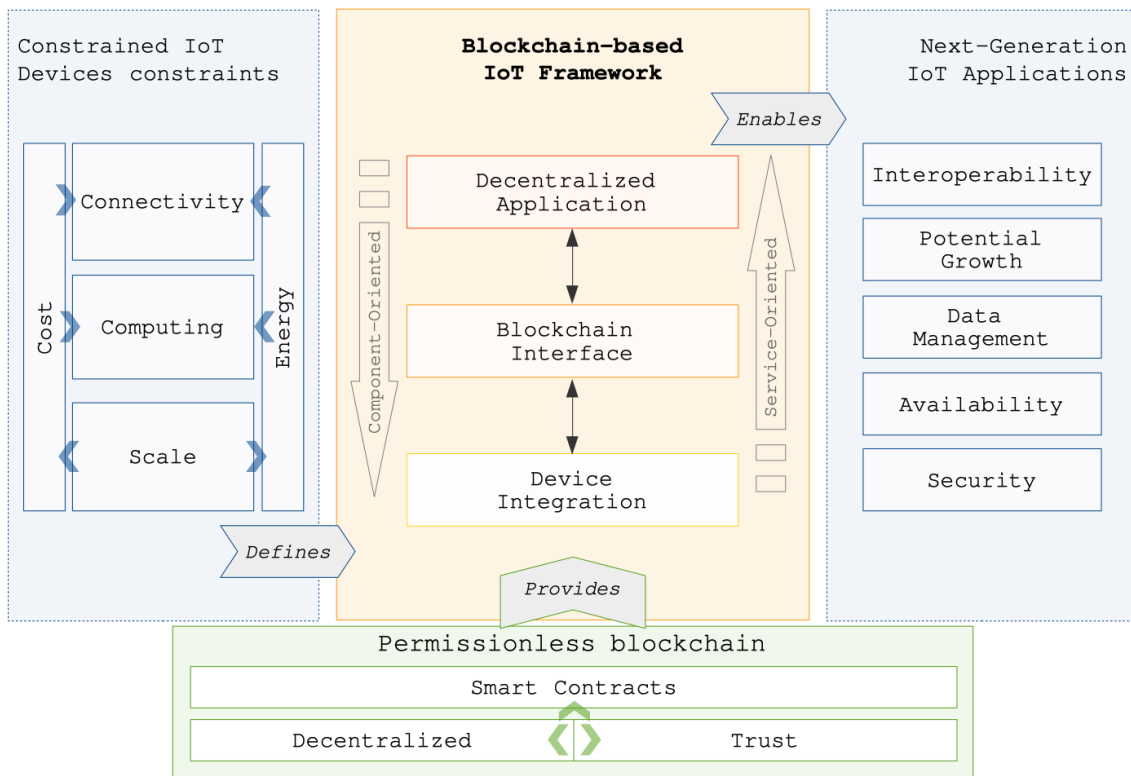 Constrained IoT
Devices constraints
Cost
Connectivity
Computing
Scale
Energy
Defines
Blockchain-based
IoT Framework
Component-Oriented
Decentralized
Application
Blockchain
Interface
Device
Integration
Service-Oriented
Enables
Provides
Next-Generation
IoT Applications
Interoperability
Potential
Growth
Data
Management
Availability
Security
Permissionless blockchain
Smart Contracts
Decentralized
Trust